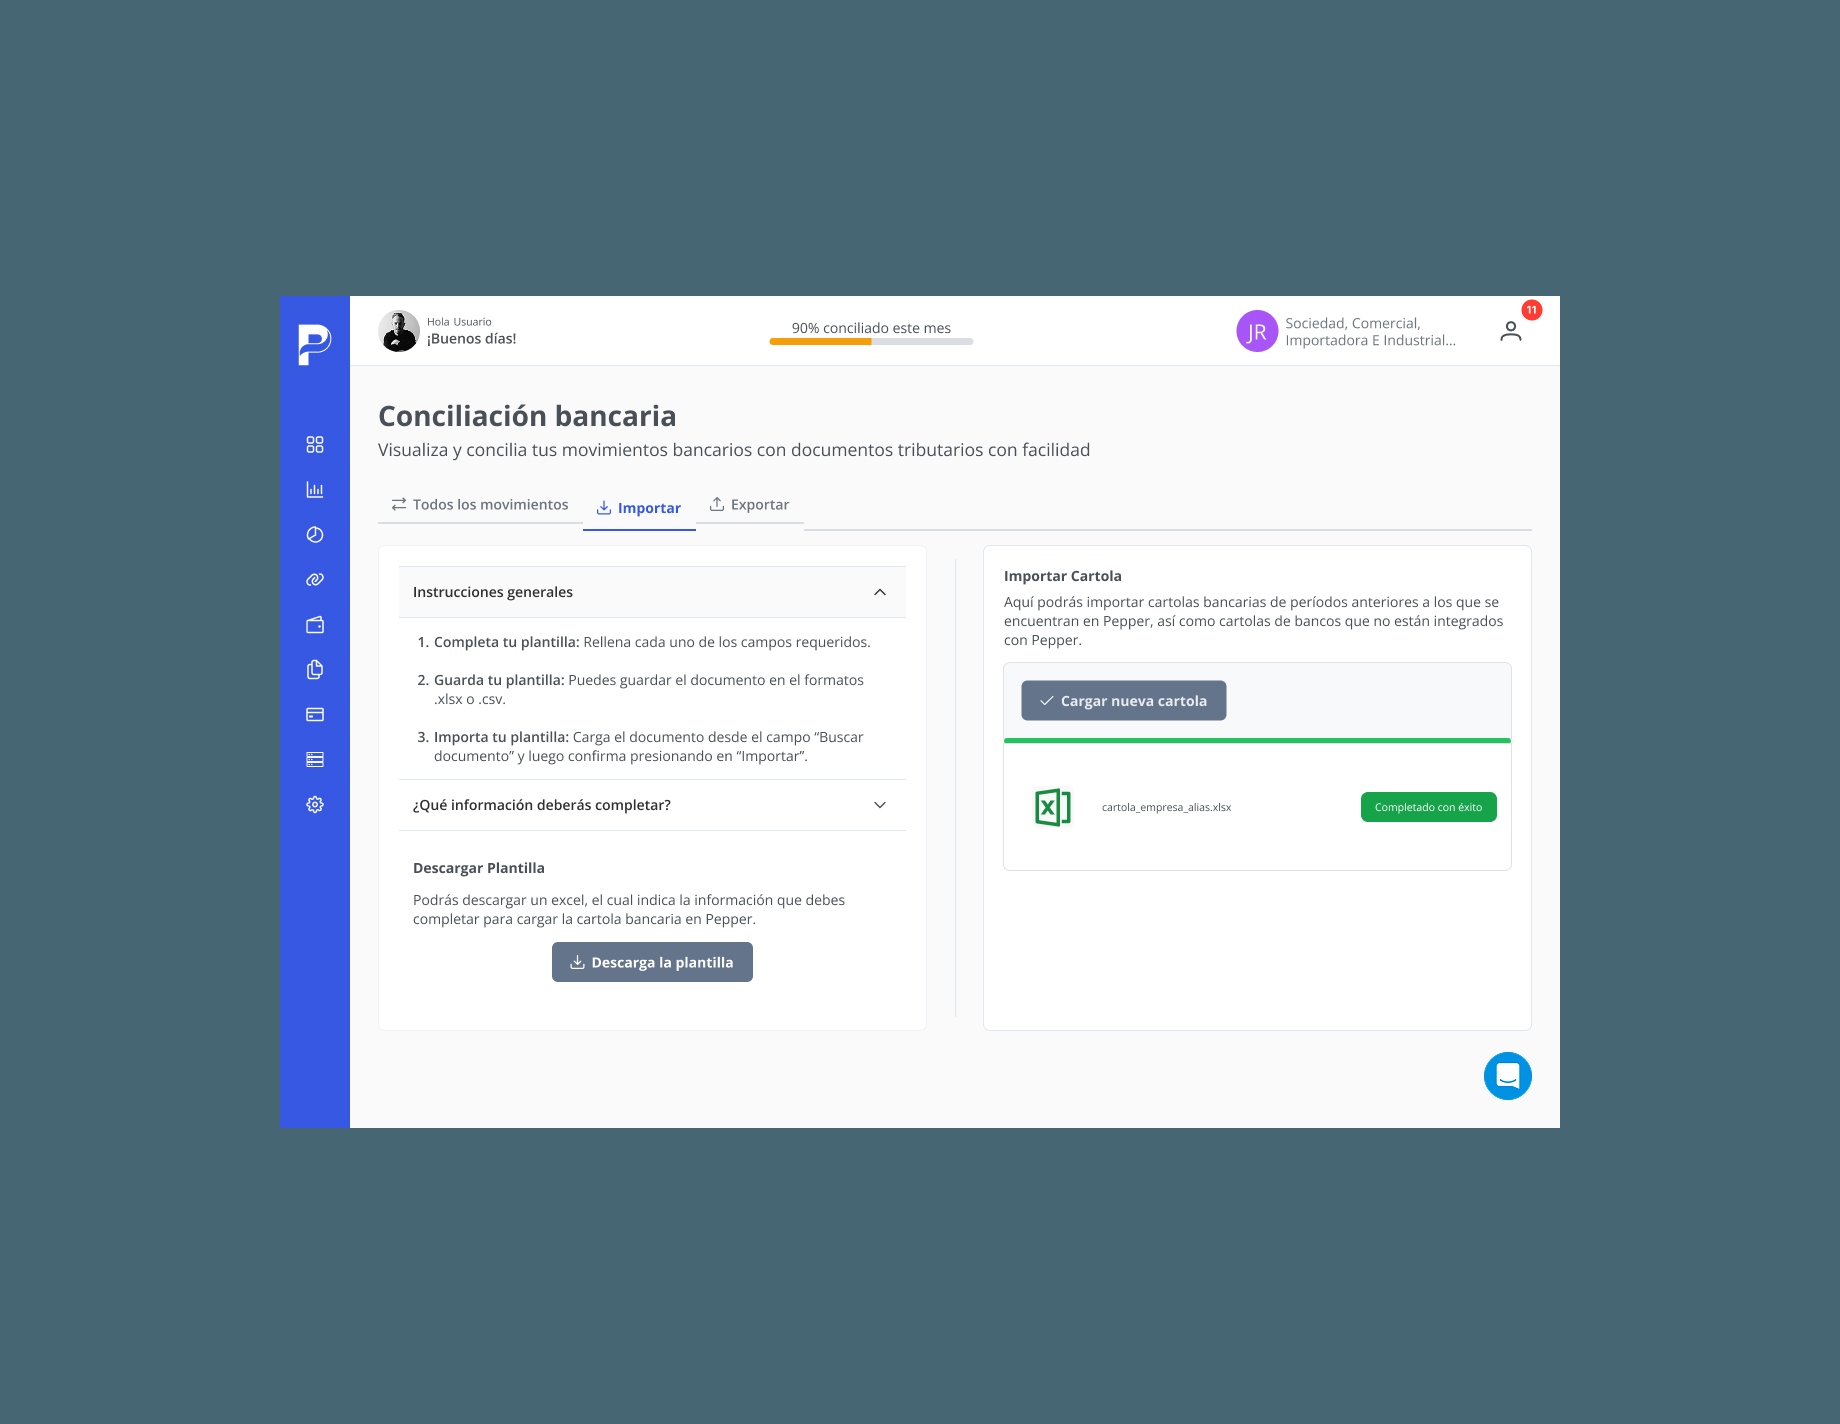 P
Hola Usuario
¡Buenos días!
90% conciliado este mes
JR
Sociedad, Comercial,
Importadora E Industrial...
11
Conciliación bancaria
Visualiza y concilia tus movimientos bancarios con documentos tributarios con facilidad
Todos los movimientos
Importar
Exportar
Instrucciones generales
1. Completa tu plantilla: Rellena cada uno de los campos requeridos.
2. Guarda tu plantilla: Puedes guardar el documento en el formatos
.xlsx o .csv.
3. Importa tu plantilla: Carga el documento desde el campo “Buscar
documento” y luego confirma presionando en “Importar”.
¿Qué información deberás completar?
Descargar Plantilla
Podrás descargar un excel, el cual indica la información que debes
completar para cargar la cartola bancaria en Pepper.
Descarga la plantilla
Importar Cartola
Aquí podrás importar cartolas bancarias de períodos anteriores a los que se
encuentran en Pepper, así como cartolas de bancos que no están integrados
con Pepper.
Cargar nueva cartola
X
cartola_empresa_alias.xlsx
Completado con éxito